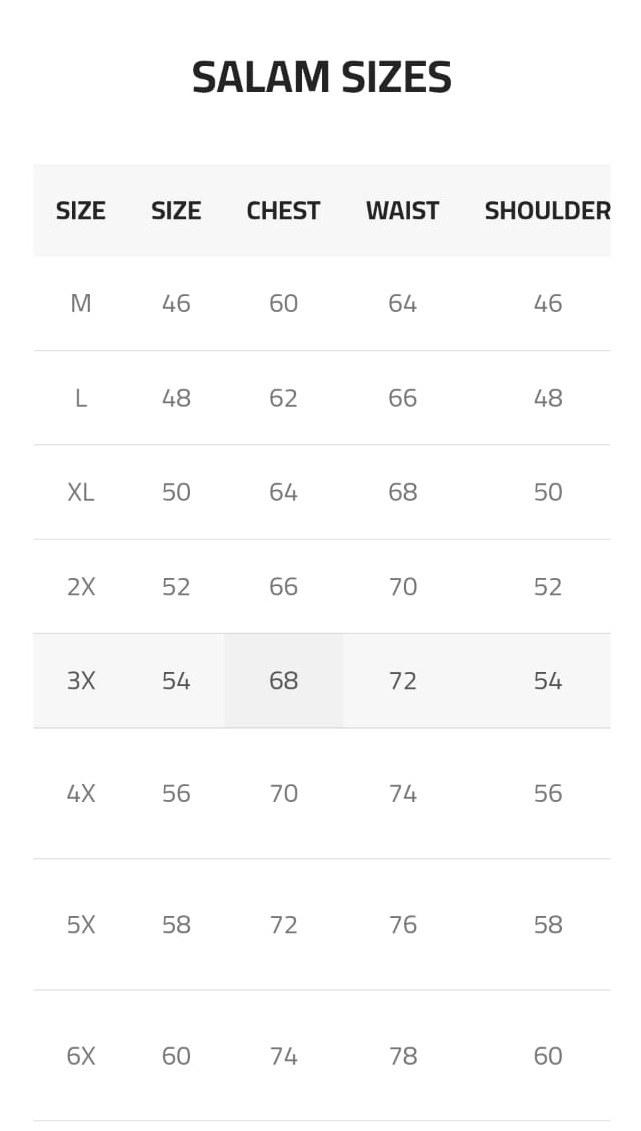 SALAM SIZES
SIZE SIZE CHEST WAIST SHOULDER
M 46 60 64 46
L 48 62 66 48
XL 50 64 68 50
2X 52 66 70 52
3X 54 68 72 54
4X 56 70 74 56
5X 58 72 76 58
6X 60 74 78 60